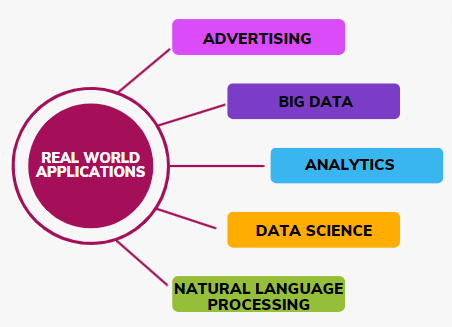 ADVERTISING
BIG DATA
REAL WORLD
APPLICATIONS
ANALYTICS
DATA SCIENCE
NATURAL LANGUAGE
PROCESSING